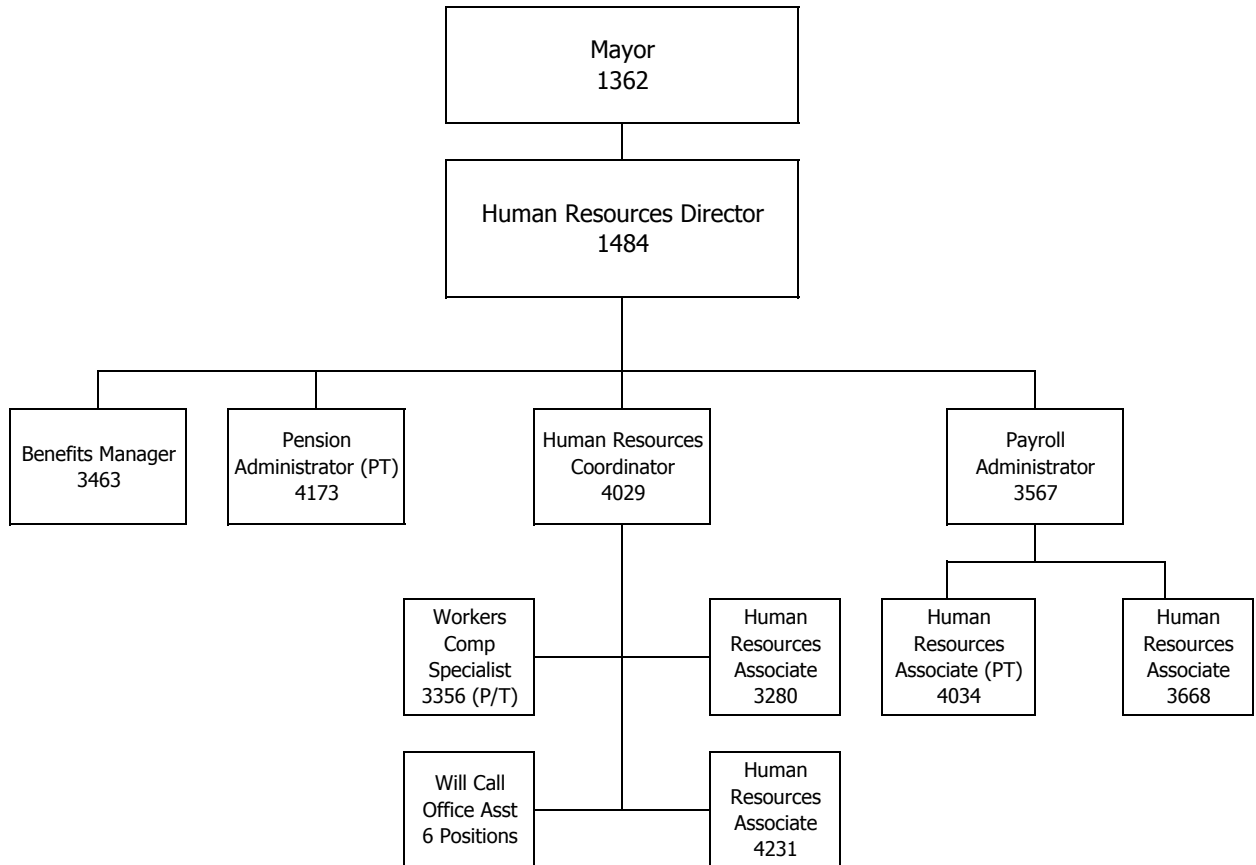 Mayor
1362
Human Resources Director
1484
Benefits Manager
3463
Pension
Administrator (PT)
4173
Human Resources
Coordinator
4029
Payroll
Administrator
3567
Workers
Comp
Specialist
3356 (P/T)
Human
Resources
Associate
3280
Human
Resources
Associate (PT)
4034
Human
Resources
Associate
3668
Will Call
Office Asst
6 Positions
Human
Resources
Associate
4231